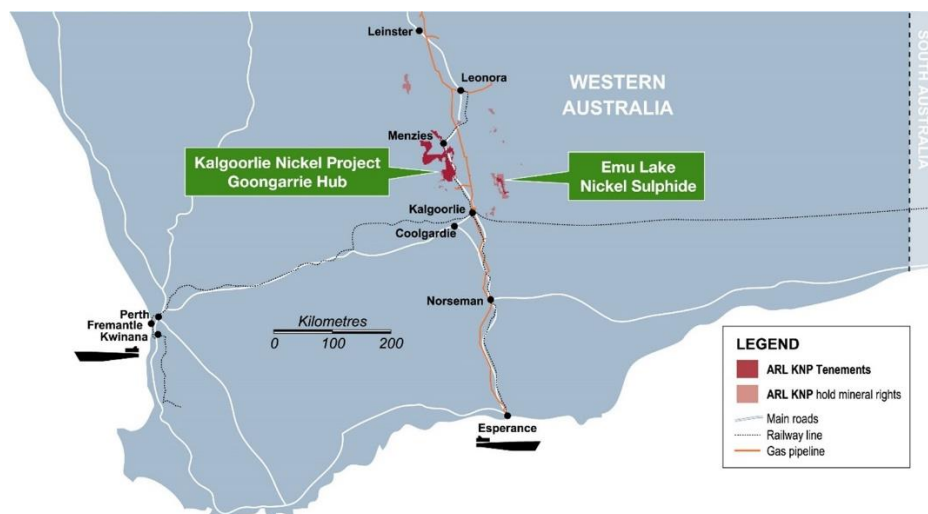 Leinster
Leonora
WESTERN
AUSTRALIA
SOUTH AUSTRALIA
Menzies
Kalgoorlie Nickel Project
Goongarrie Hub
Emu Lake
Nickel Sulphide
Kalgoorlie
Coolgardie
Norseman
Perth
Fremantle
Kwinana
Kilometres
0 100 200
Esperance
LEGEND
ARL KNP Tenements
ARL KNP hold mineral rights
Main roads
Railway line
Gas pipeline